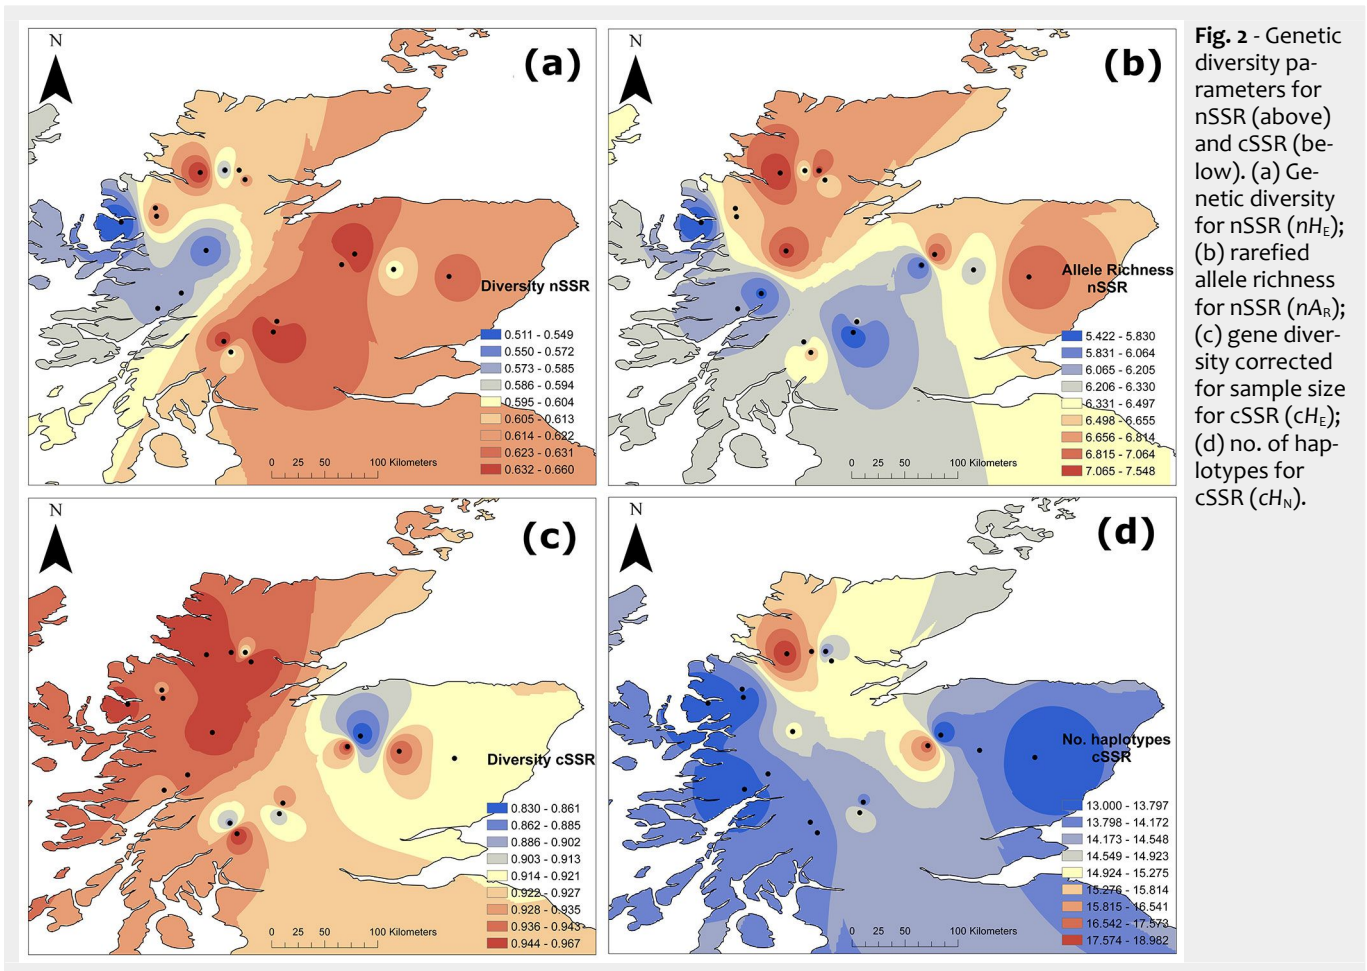 N
(a)
Diversity nSSR
0.511 - 0.549
0.550 - 0.572
0.573 - 0.585
0.586 - 0.594
0.595 - 0.604
0.605 - 0.613
0.614 - 0.622
0.623 - 0.631
0.632 - 0.660
0 25 50 100 Kilometers
N
(b)
Allele Richness
nSSR
5.422 - 5.830
5.831 - 6.064
6.065 - 6.205
6.206 - 6.330
6.331 - 6.497
6.498 - 6.655
6.656 - 6.814
6.815 - 7.064
7.065 - 7.548
0 25 50 100 Kilometers
N
(c)
Diversity cSSR
0.830 - 0.861
0.862 - 0.885
0.886 - 0.902
0.903 - 0.913
0.914 - 0.921
0.922 - 0.927
0.928 - 0.935
0.936 - 0.943
0.944 - 0.967
0 25 50 100 Kilometers
N
(d)
No. haplotypes
cSSR
13.000 - 13.797
13.798 - 14.172
14.173 - 14.548
14.549 - 14.923
14.924 - 15.275
15.276 - 15.814
15.815 - 16.541
16.542 - 17.573
17.574 - 18.982
0 25 50 100 Kilometers
Fig. 2 - Genetic
diversity pa-
rameters for
nSSR (above)
and cSSR (be-
low). (a) Ge-
netic diversity
for nSSR (nHE);
(b) rarefied
allele richness
for nSSR (nAR);
(c) gene diver-
sity corrected
for sample size
for cSSR (cHE);
(d) no. of hap-
lotypes for
cSSR (cHN).